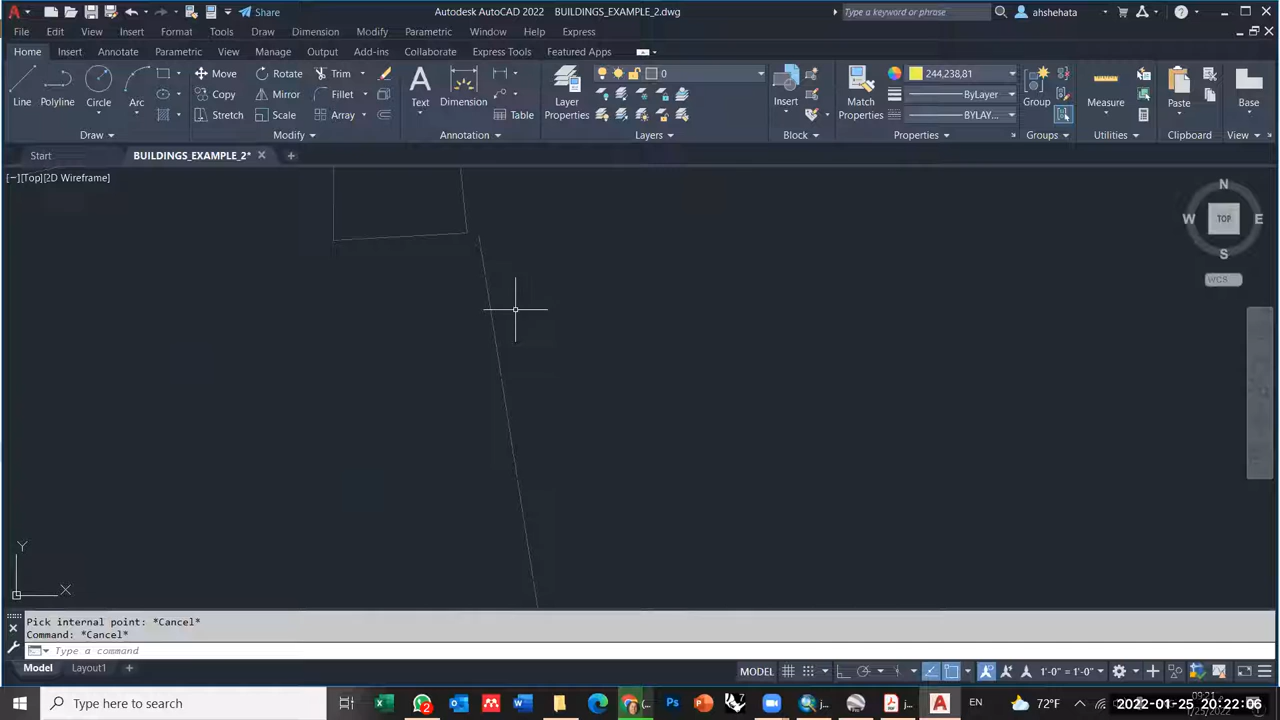 Share
Autodesk AutoCAD 2022 BUILDINGS_EXAMPLE_2.dwg
Type a keyword or phrase
ahshehata
File Edit View Insert Format Tools Draw Dimension Modify Parametric Window Help Express
Home Insert Annotate Parametric View Manage Output Add-ins Collaborate Express Tools Featured Apps
Line Polyline Circle Arc
Move Rotate Trim
Copy Mirror Fillet
Stretch Scale Array
Text Dimension
Table
Layer Properties
0
Insert
Match Properties
244,238,81
ByLayer
BYLAY...
Group
Measure
Paste
Base
Draw Modify Annotation Layers Block Properties Groups Utilities Clipboard View
Start BUILDINGS_EXAMPLE_2*
[−][Top][2D Wireframe]
N
W TOP E
S
WCS
Y
X
Pick internal point: *Cancel*
Command: *Cancel*
Type a command
Model Layout1
MODEL
1'-0" = 1'-0"
Type here to search
2
72°F
EN
2022-01-25 20:22:06